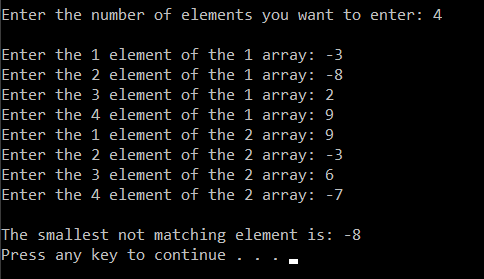 Enter the number of elements you want to enter: 4
Enter the 1 element of the 1 array: -3
Enter the 2 element of the 1 array: -8
Enter the 3 element of the 1 array: 2
Enter the 4 element of the 1 array: 9
Enter the 1 element of the 2 array: 9
Enter the 2 element of the 2 array: -3
Enter the 3 element of the 2 array: 6
Enter the 4 element of the 2 array: -7
The smallest not matching element is: -8
Press any key to continue . . .